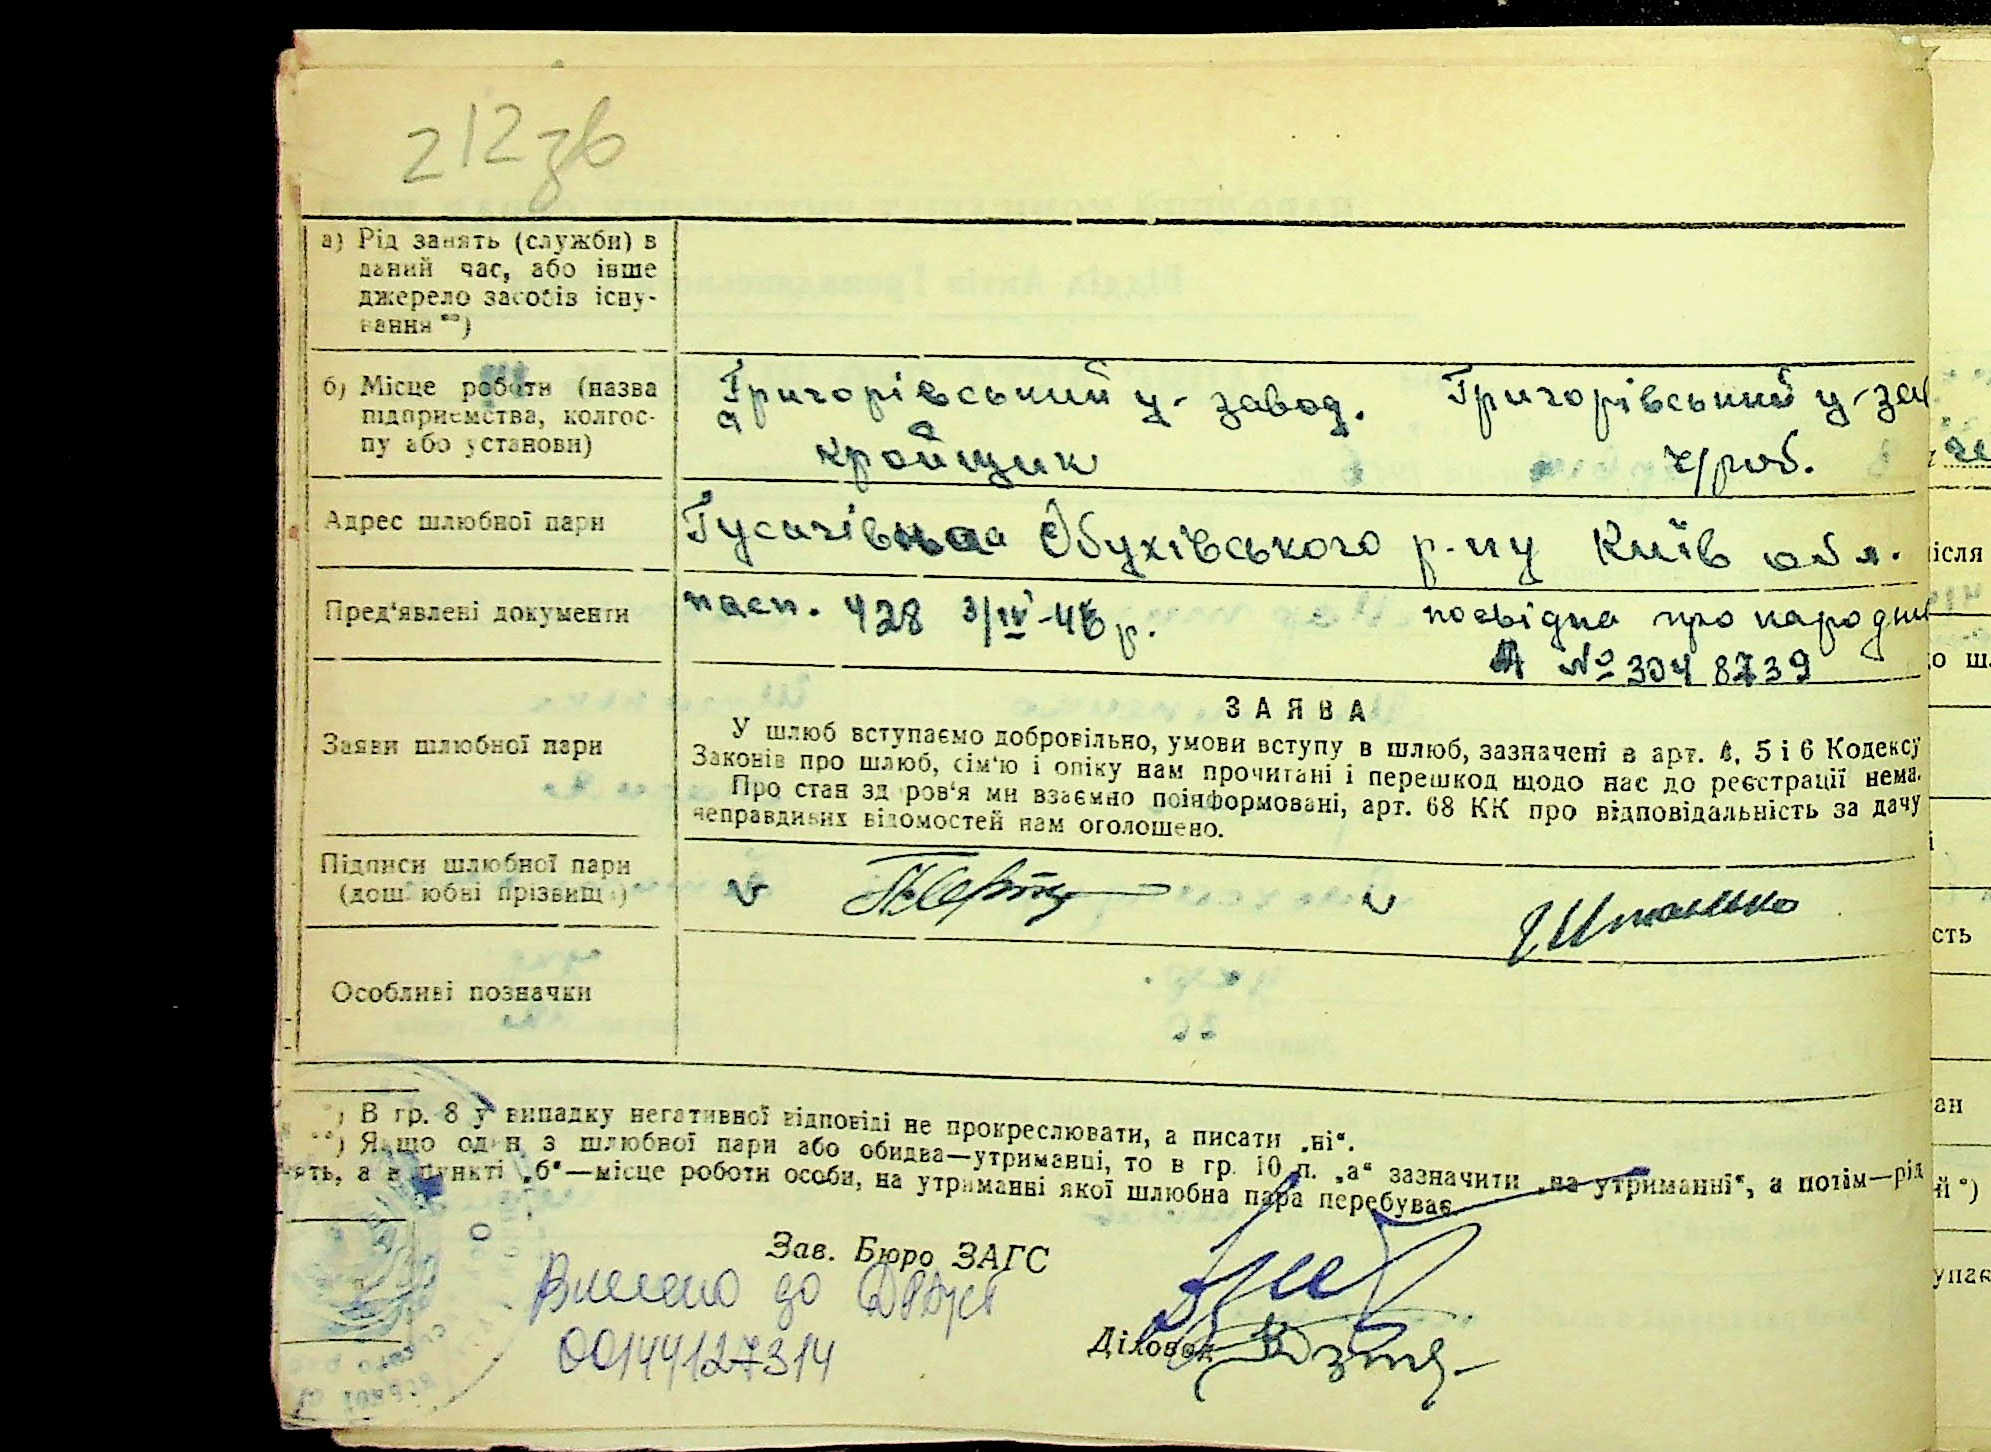 212 зв
а) Рід занять (служби) в
даний час, або інше
джерело засобів існу-
вання **)
б) Місце роботи (назва
підприємства, колгос-
пу або установи)
Григорівський ц-завод.
кройщик
Григорівський ц-зав
ч/роб.
Адрес шлюбної пари
Обухівського р-ну Київ обл.
Пред'явлені документи
пасп. 428 3/IV-46 р.
посвідка про народж
А № 3048739
Заяви шлюбної пари
ЗАЯВА
У шлюб вступаємо добровільно, умови вступу в шлюб, зазначені в арт. 4, 5 і 6 Кодексу
Законів про шлюб, сім'ю і опіку нам прочитані і перешкод щодо нас до реєстрації нема.
Про стан здоров'я ми взаємно поінформовані, арт. 68 КК про відповідальність за дачу
неправдивих відомостей нам оголошено.
Підписи шлюбної пари
(дошлюбні прізвища)
Особливі позначки
*) В гр. 8 у випадку негативної відповіді не прокреслювати, а писати „ні“.
**) Якщо один з шлюбної пари або обидва—утриманці, то в гр. 10 п. „а“ зазначити „на утриманні“, а потім—рід
нять, а в пункті „б“—місце роботи особи, на утриманні якої шлюбна пара перебуває.
Зав. Бюро ЗАГС
Внесено до
00144127314
Діловод